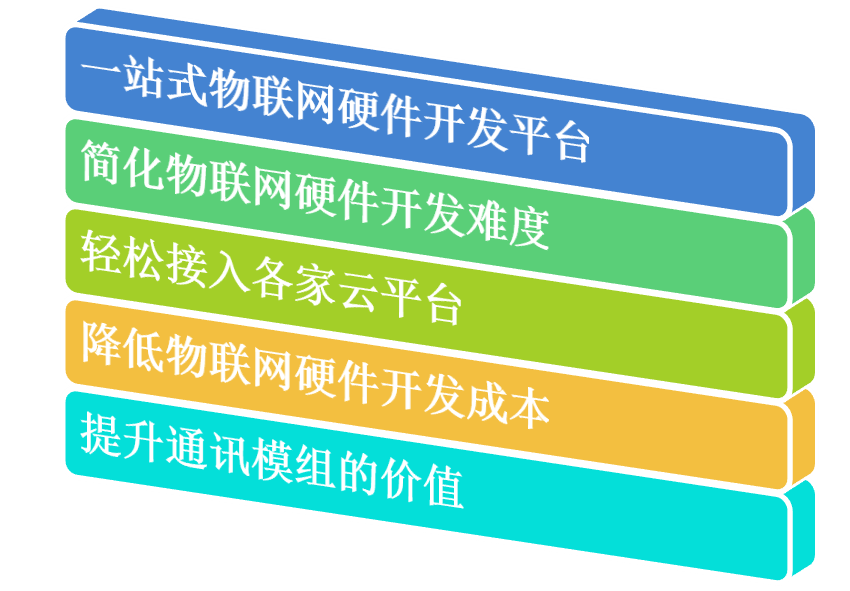 一站式物联网硬件开发平台
简化物联网硬件开发难度
轻松接入各家云平台
降低物联网硬件开发成本
提升通讯模组的价值